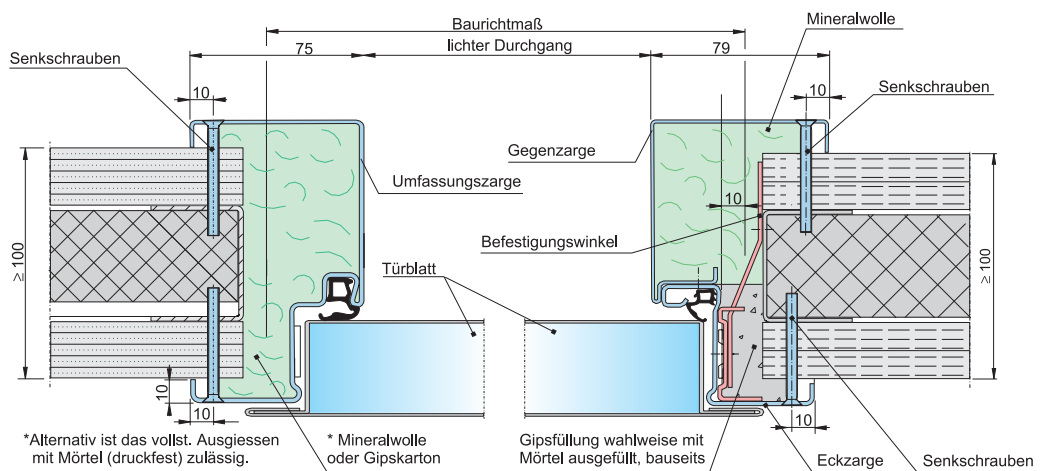 Baurichtmaß
Mineralwolle
75
lichter Durchgang
79
Senkschrauben
10
10
Senkschrauben
Gegenzarge
Umfassungszarge
10
Befestigungswinkel
≥100
Türblatt
≥100
10
10
10
*Alternativ ist das vollst. Ausgiessen
mit Mörtel (druckfest) zulässig.
* Mineralwolle
oder Gipskarton
Gipsfüllung wahlweise mit
Mörtel ausgefüllt, bauseits
Eckzarge
Senkschrauben